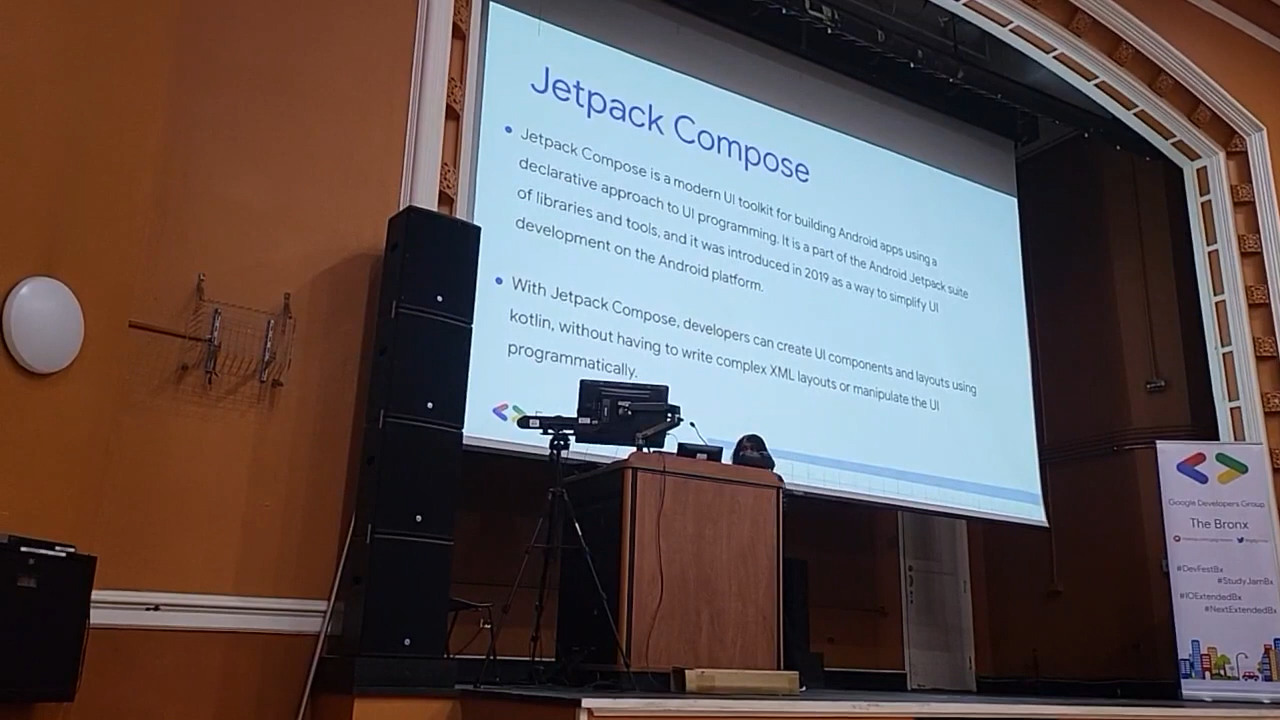 Jetpack Compose
Jetpack Compose is a modern UI toolkit for building Android apps using a
declarative approach to UI programming. It is a part of the Android Jetpack suite
of libraries and tools, and it was introduced in 2019 as a way to simplify UI
development on the Android platform.
With Jetpack Compose, developers can create UI components and layouts using
kotlin, without having to write complex XML layouts or manipulate the UI
programmatically.
Google Developers Group
The Bronx
#DevFestBx
#StudyJamBx
#IOExtendedBx
#NextExtendedBx